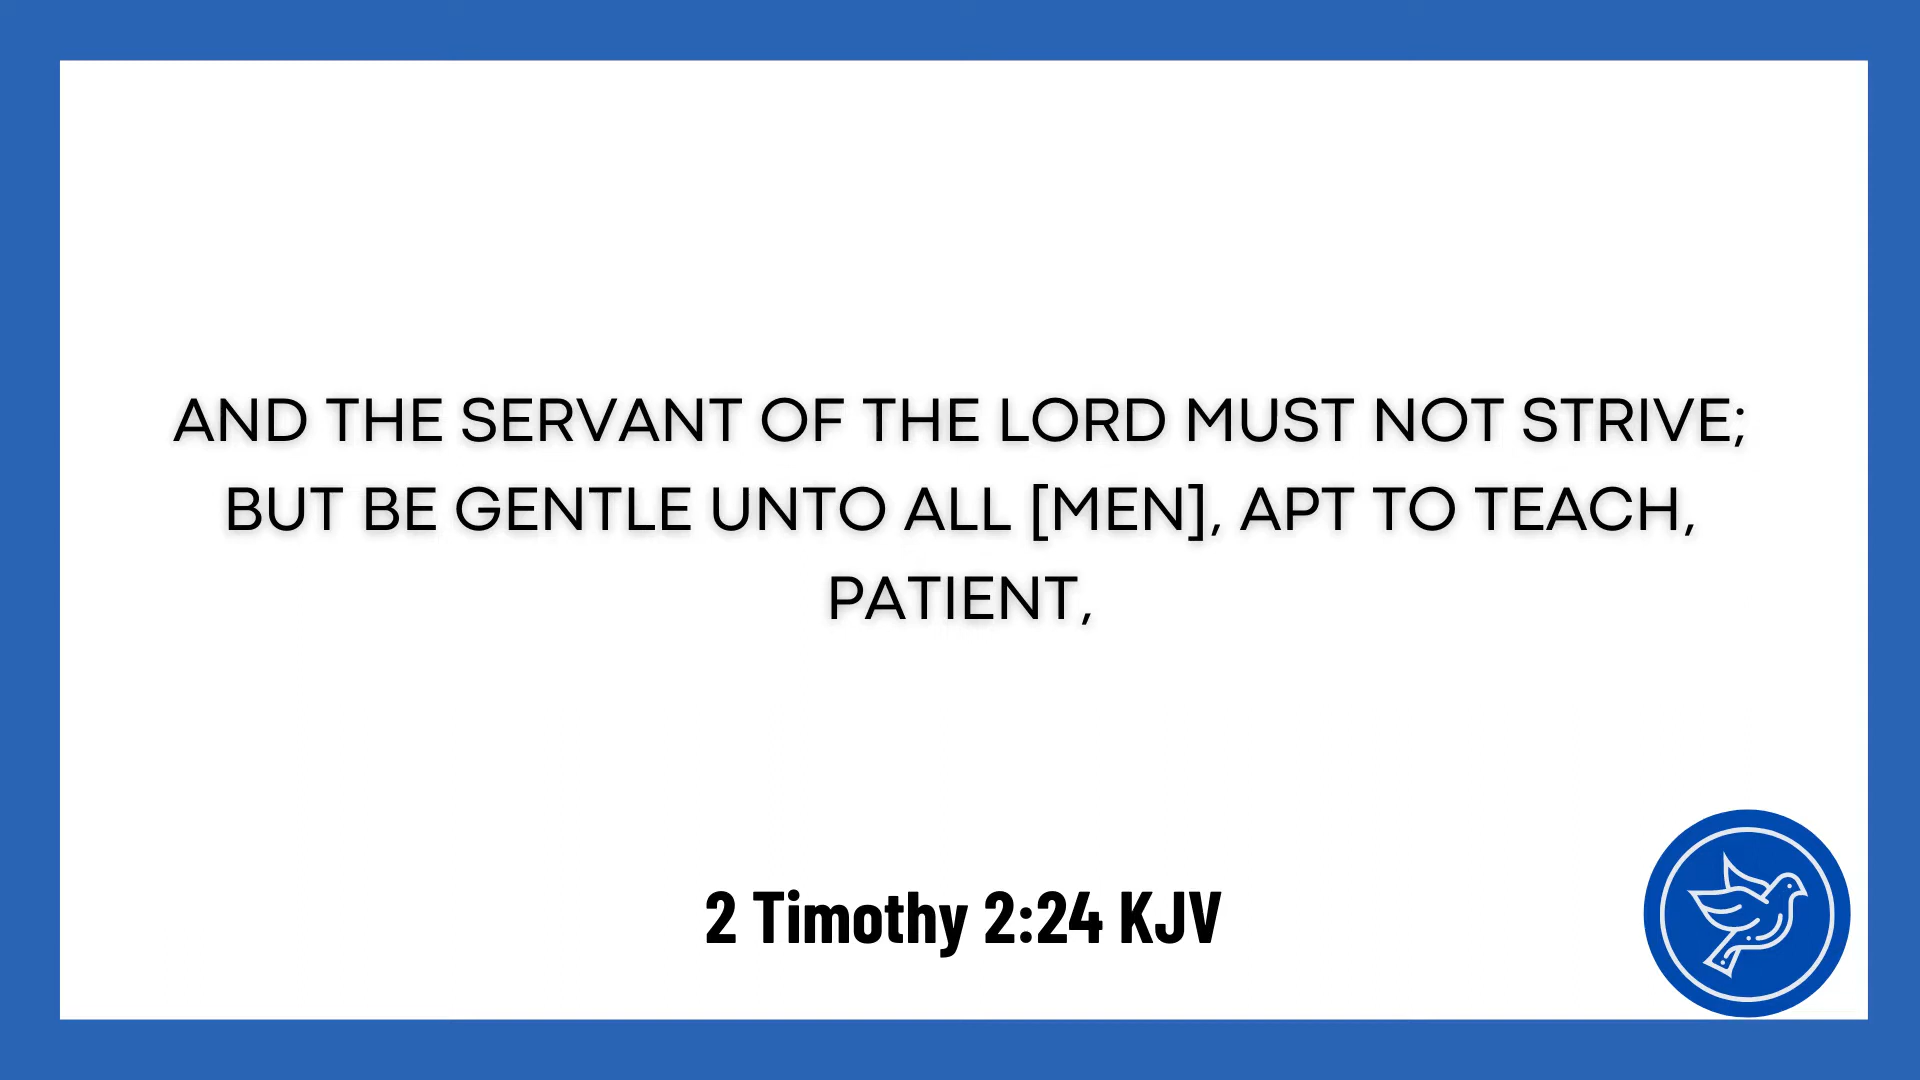 AND THE SERVANT OF THE LORD MUST NOT STRIVE;
BUT BE GENTLE UNTO ALL [MEN], APT TO TEACH,
PATIENT,
2 Timothy 2:24 KJV